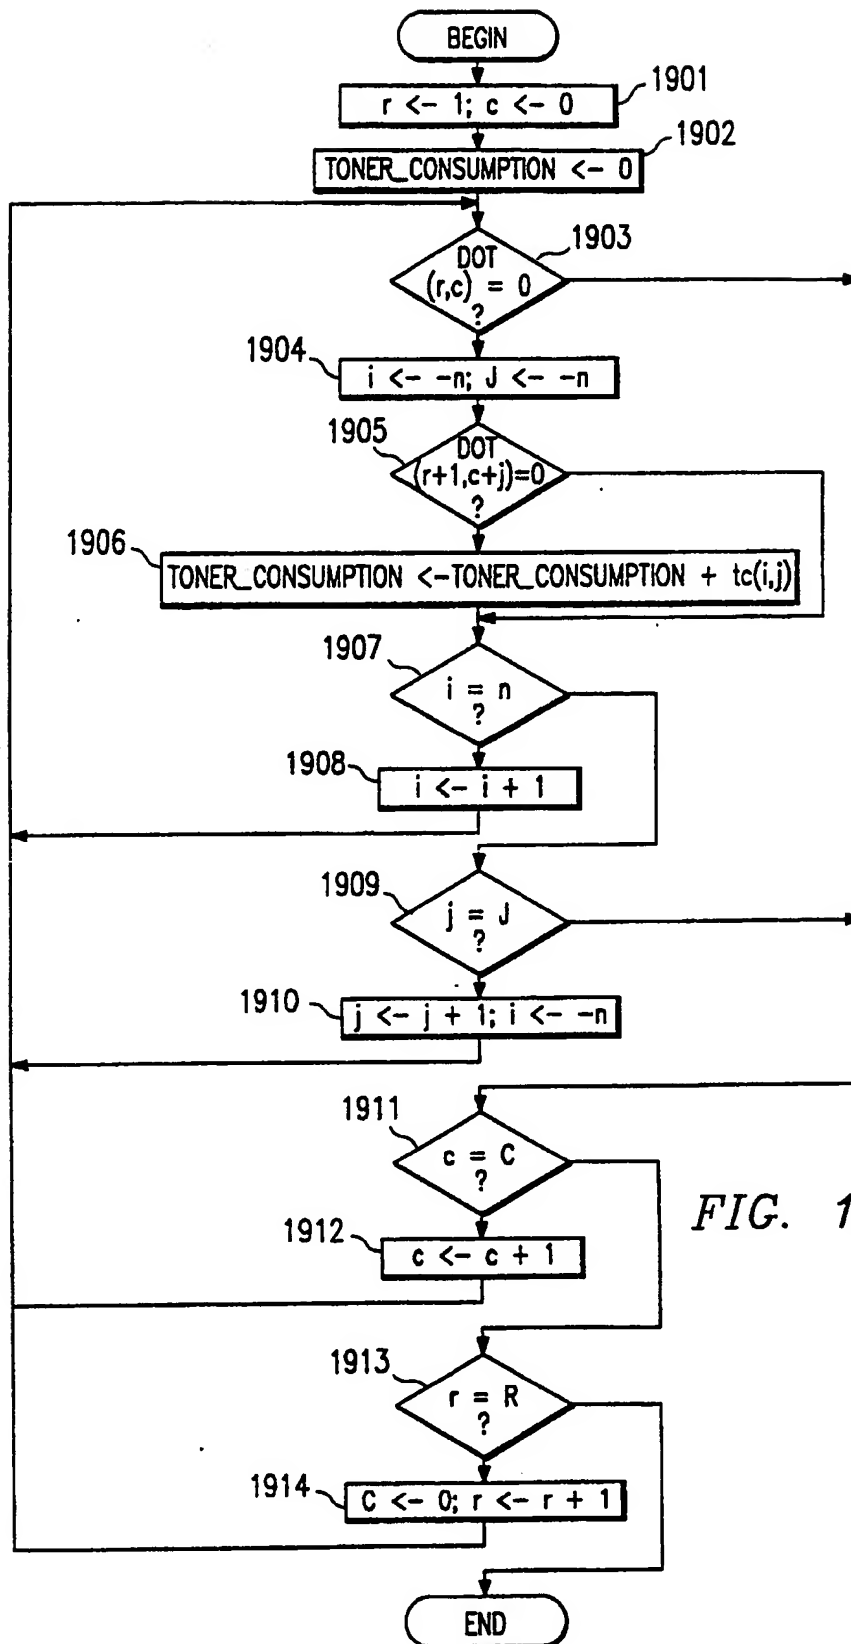 BEGIN
1901
r <- 1; c <- 0
1902
TONER_CONSUMPTION <- 0
1903
DOT
(r,c) = 0
?
1904
i <- -n; J <- -n
1905
DOT
(r+1,c+j)=0
?
1906
TONER_CONSUMPTION <-TONER_CONSUMPTION + tc(i,j)
1907
i = n
?
1908
i <- i + 1
1909
j = J
?
1910
j <- j + 1; i <- -n
1911
c = C
?
FIG. 1
1912
c <- c + 1
1913
r = R
?
1914
C <- 0; r <- r + 1
END